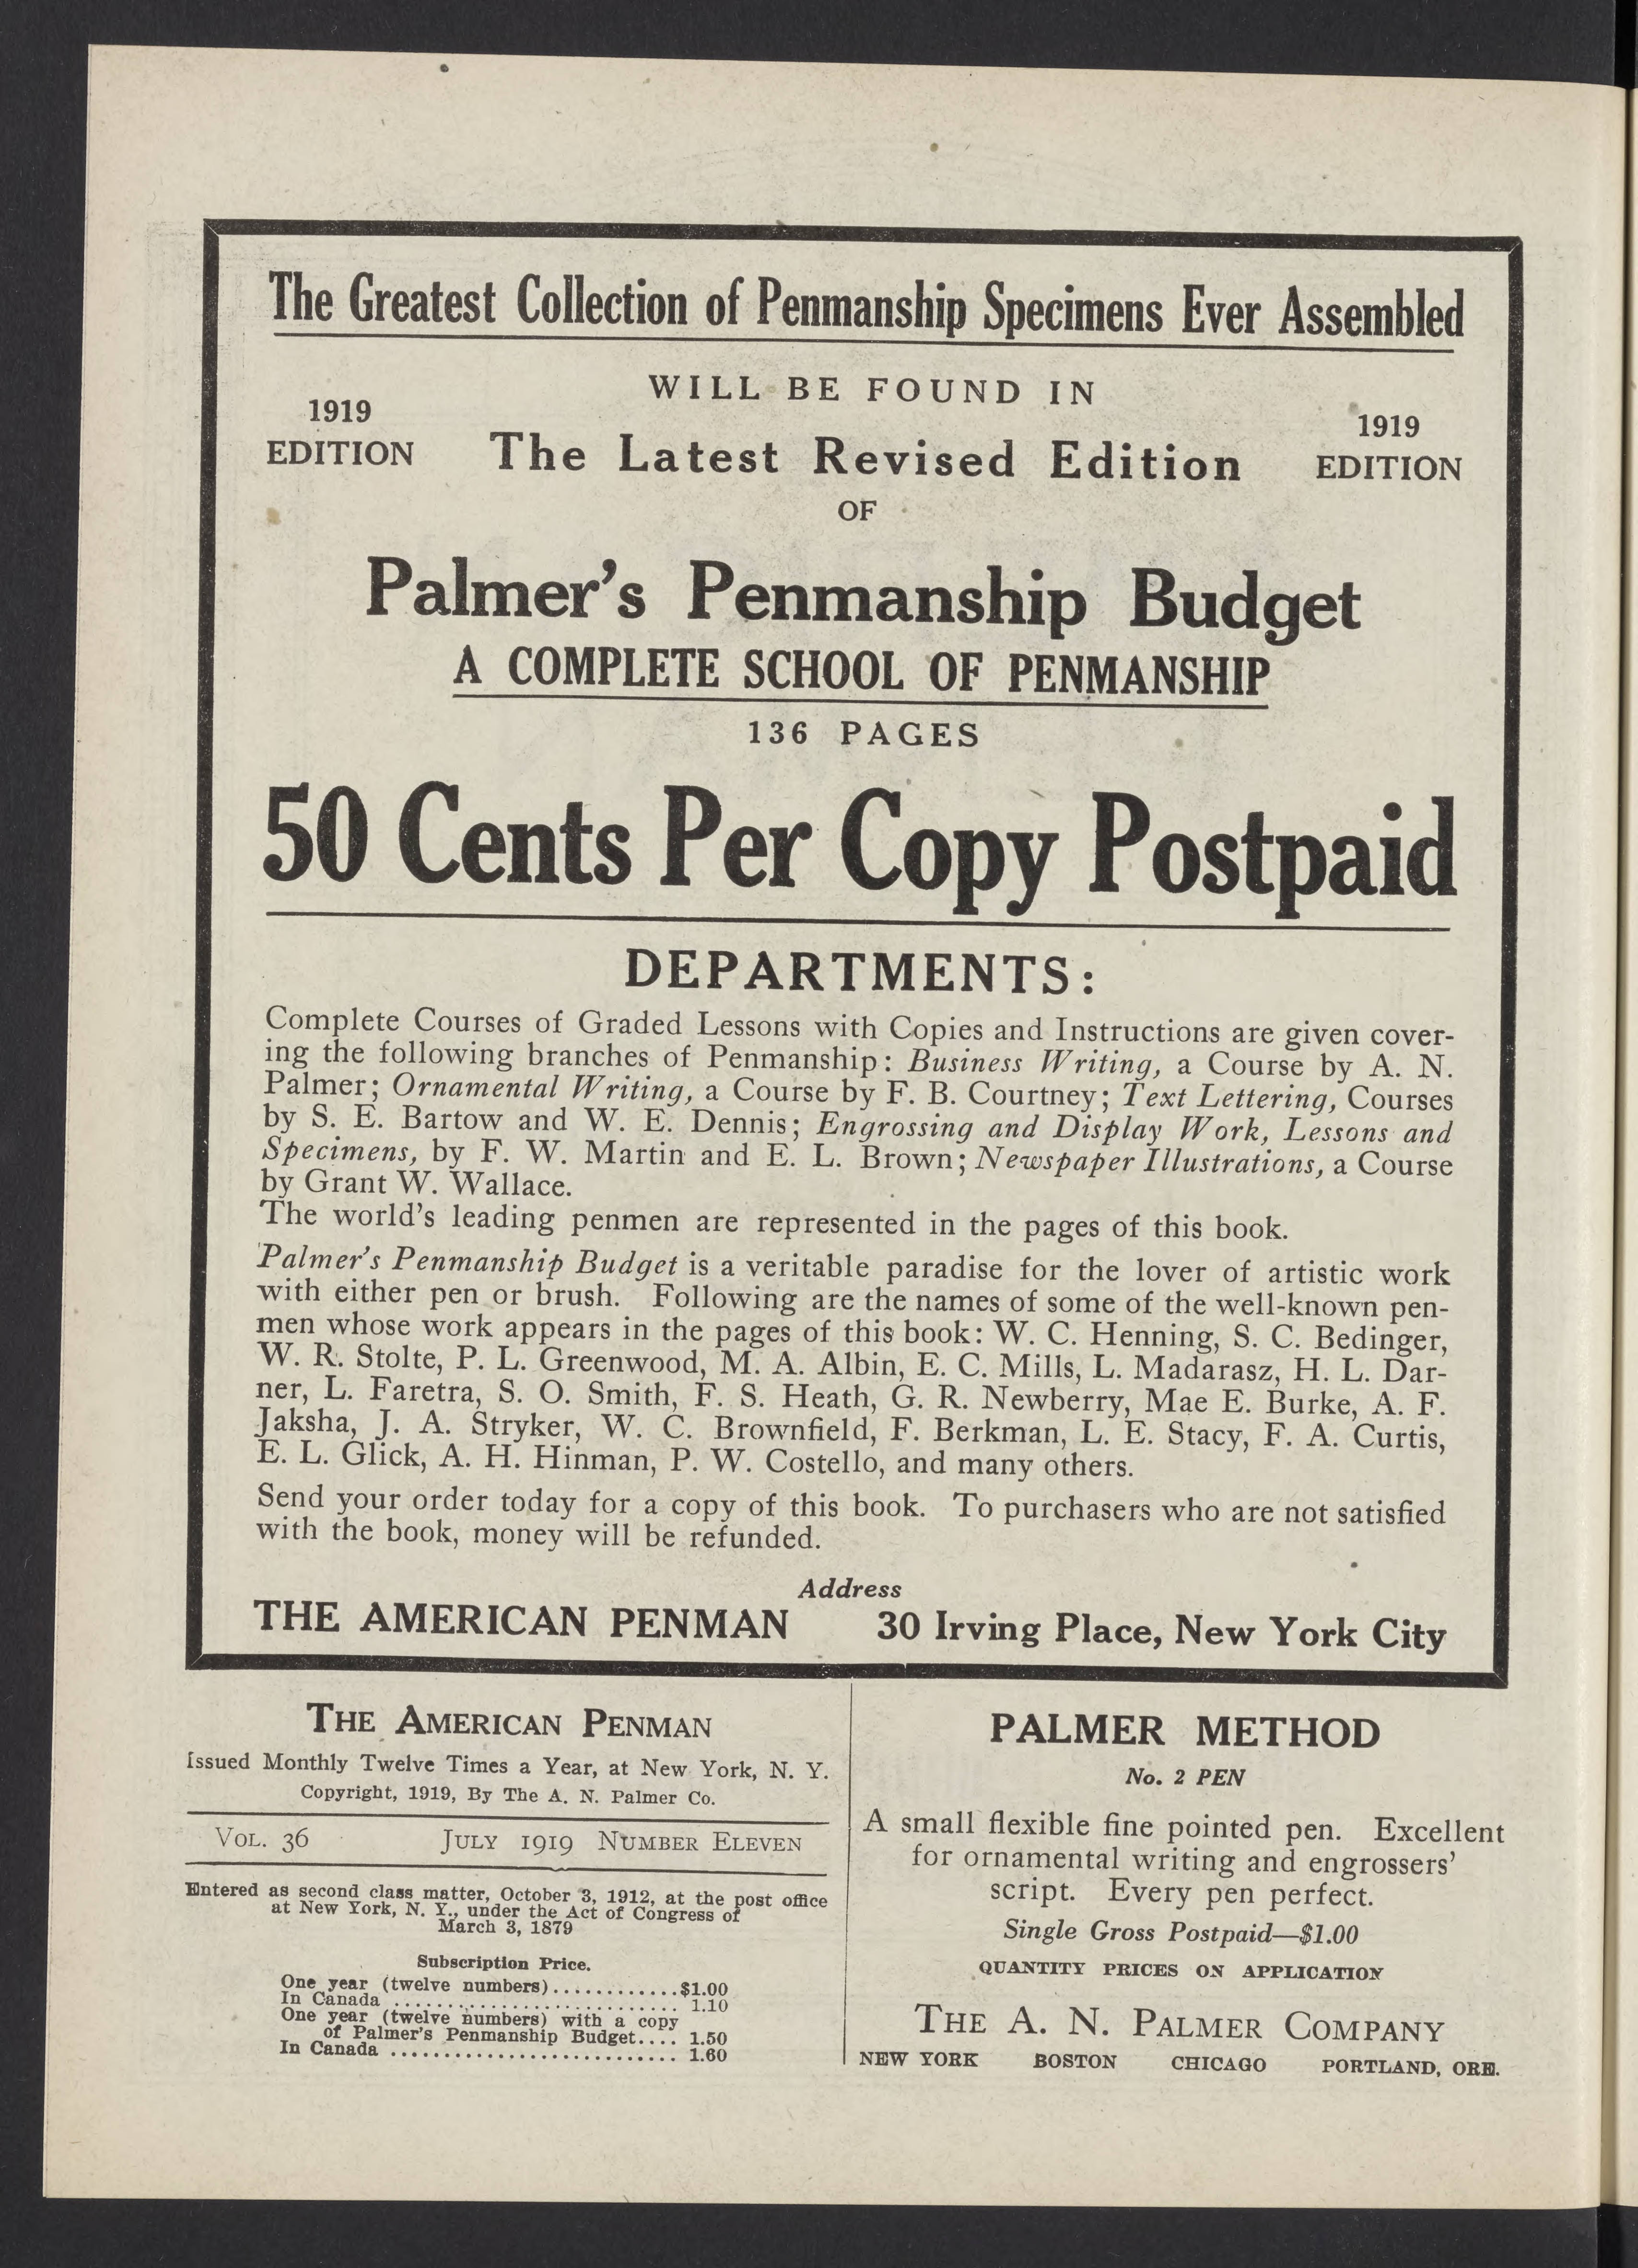 The Greatest Collection of Penmanship Specimens Ever Assembled
WILL BE FOUND IN
1919
EDITION
The Latest Revised Edition
1919
EDITION
OF
Palmer's Penmanship Budget
A COMPLETE SCHOOL OF PENMANSHIP
136 PAGES
50 Cents Per Copy Postpaid
DEPARTMENTS:
Complete Courses of Graded Lessons with Copies and Instructions are given cover-
ing the following branches of Penmanship: Business Writing, a Course by A. N.
Palmer; Ornamental Writing, a Course by F. B. Courtney; Text Lettering, Courses
by S. E. Bartow and W. E. Dennis; Engrossing and Display Work, Lessons and
Specimens, by F. W. Martin and E. L. Brown; Newspaper Illustrations, a Course
by Grant W. Wallace.
The world's leading penmen are represented in the pages of this book.
Palmer's Penmanship Budget is a veritable paradise for the lover of artistic work
with either pen or brush. Following are the names of some of the well-known pen-
men whose work appears in the pages of this book: W. C. Henning, S. C. Bedinger,
W. R. Stolte, P. L. Greenwood, M. A. Albin, E. C. Mills, L. Madarasz, H. L. Dar-
ner, L. Faretra, S. O. Smith, F. S. Heath, G. R. Newberry, Mae E. Burke, A. F.
Jaksha, J. A. Stryker, W. C. Brownfield, F. Berkman, L. E. Stacy, F. A. Curtis,
E. L. Glick, A. H. Hinman, P. W. Costello, and many others.
Send your order today for a copy of this book. To purchasers who are not satisfied
with the book, money will be refunded.
Address
THE AMERICAN PENMAN 30 Irving Place, New York City
THE AMERICAN PENMAN
Issued Monthly Twelve Times a Year, at New York, N. Y.
Copyright, 1919, By The A. N. Palmer Co.
VOL. 36 JULY 1919 NUMBER ELEVEN
Entered as second class matter, October 3, 1912, at the post office
at New York, N. Y., under the Act of Congress of
March 3, 1879
Subscription Price.
One year (twelve numbers)............$1.00
In Canada ........................... 1.10
One year (twelve numbers) with a copy
of Palmer's Penmanship Budget.... 1.50
In Canada ........................... 1.60
PALMER METHOD
No. 2 PEN
A small flexible fine pointed pen. Excellent
for ornamental writing and engrossers'
script. Every pen perfect.
Single Gross Postpaid—$1.00
QUANTITY PRICES ON APPLICATION
THE A. N. PALMER COMPANY
NEW YORK BOSTON CHICAGO PORTLAND, ORE.